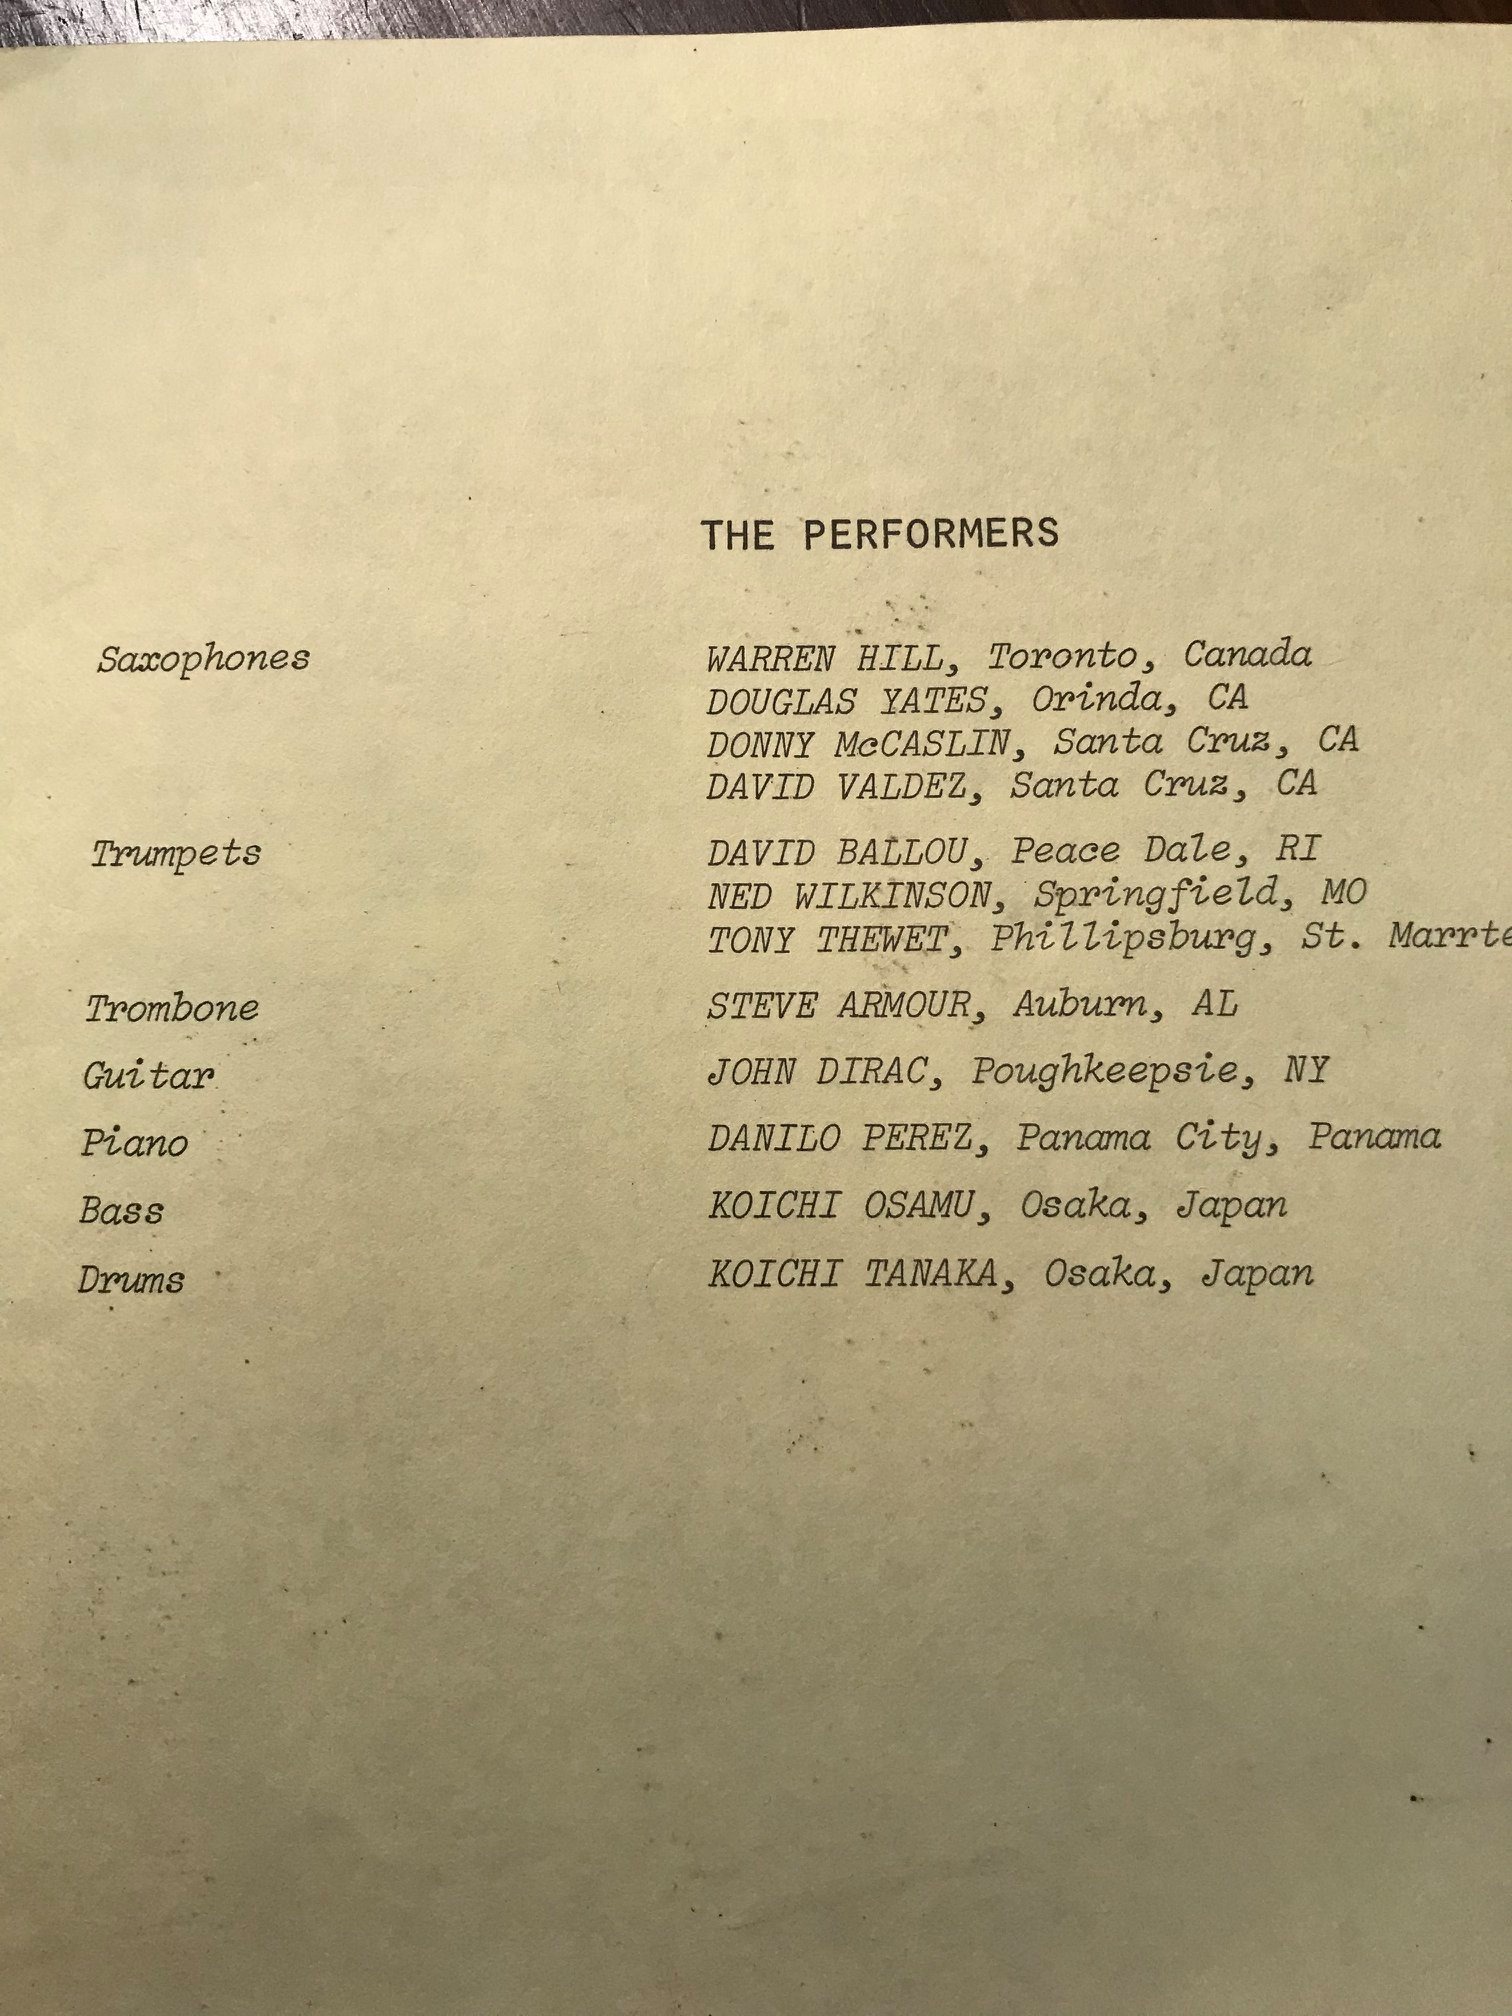 THE PERFORMERS
Saxophones WARREN HILL, Toronto, Canada
DOUGLAS YATES, Orinda, CA
DONNY McCASLIN, Santa Cruz, CA
DAVID VALDEZ, Santa Cruz, CA
Trumpets DAVID BALLOU, Peace Dale, RI
NED WILKINSON, Springfield, MO
TONY THEWET, Phillipsburg, St.
Trombone STEVE ARMOUR, Auburn, AL
Guitar JOHN DIRAC, Poughkeepsie, NY
Piano DANILO PEREZ, Panama City, Panama
Bass KOICHI OSAMU, Osaka, Japan
Drums KOICHI TANAKA, Osaka, Japan